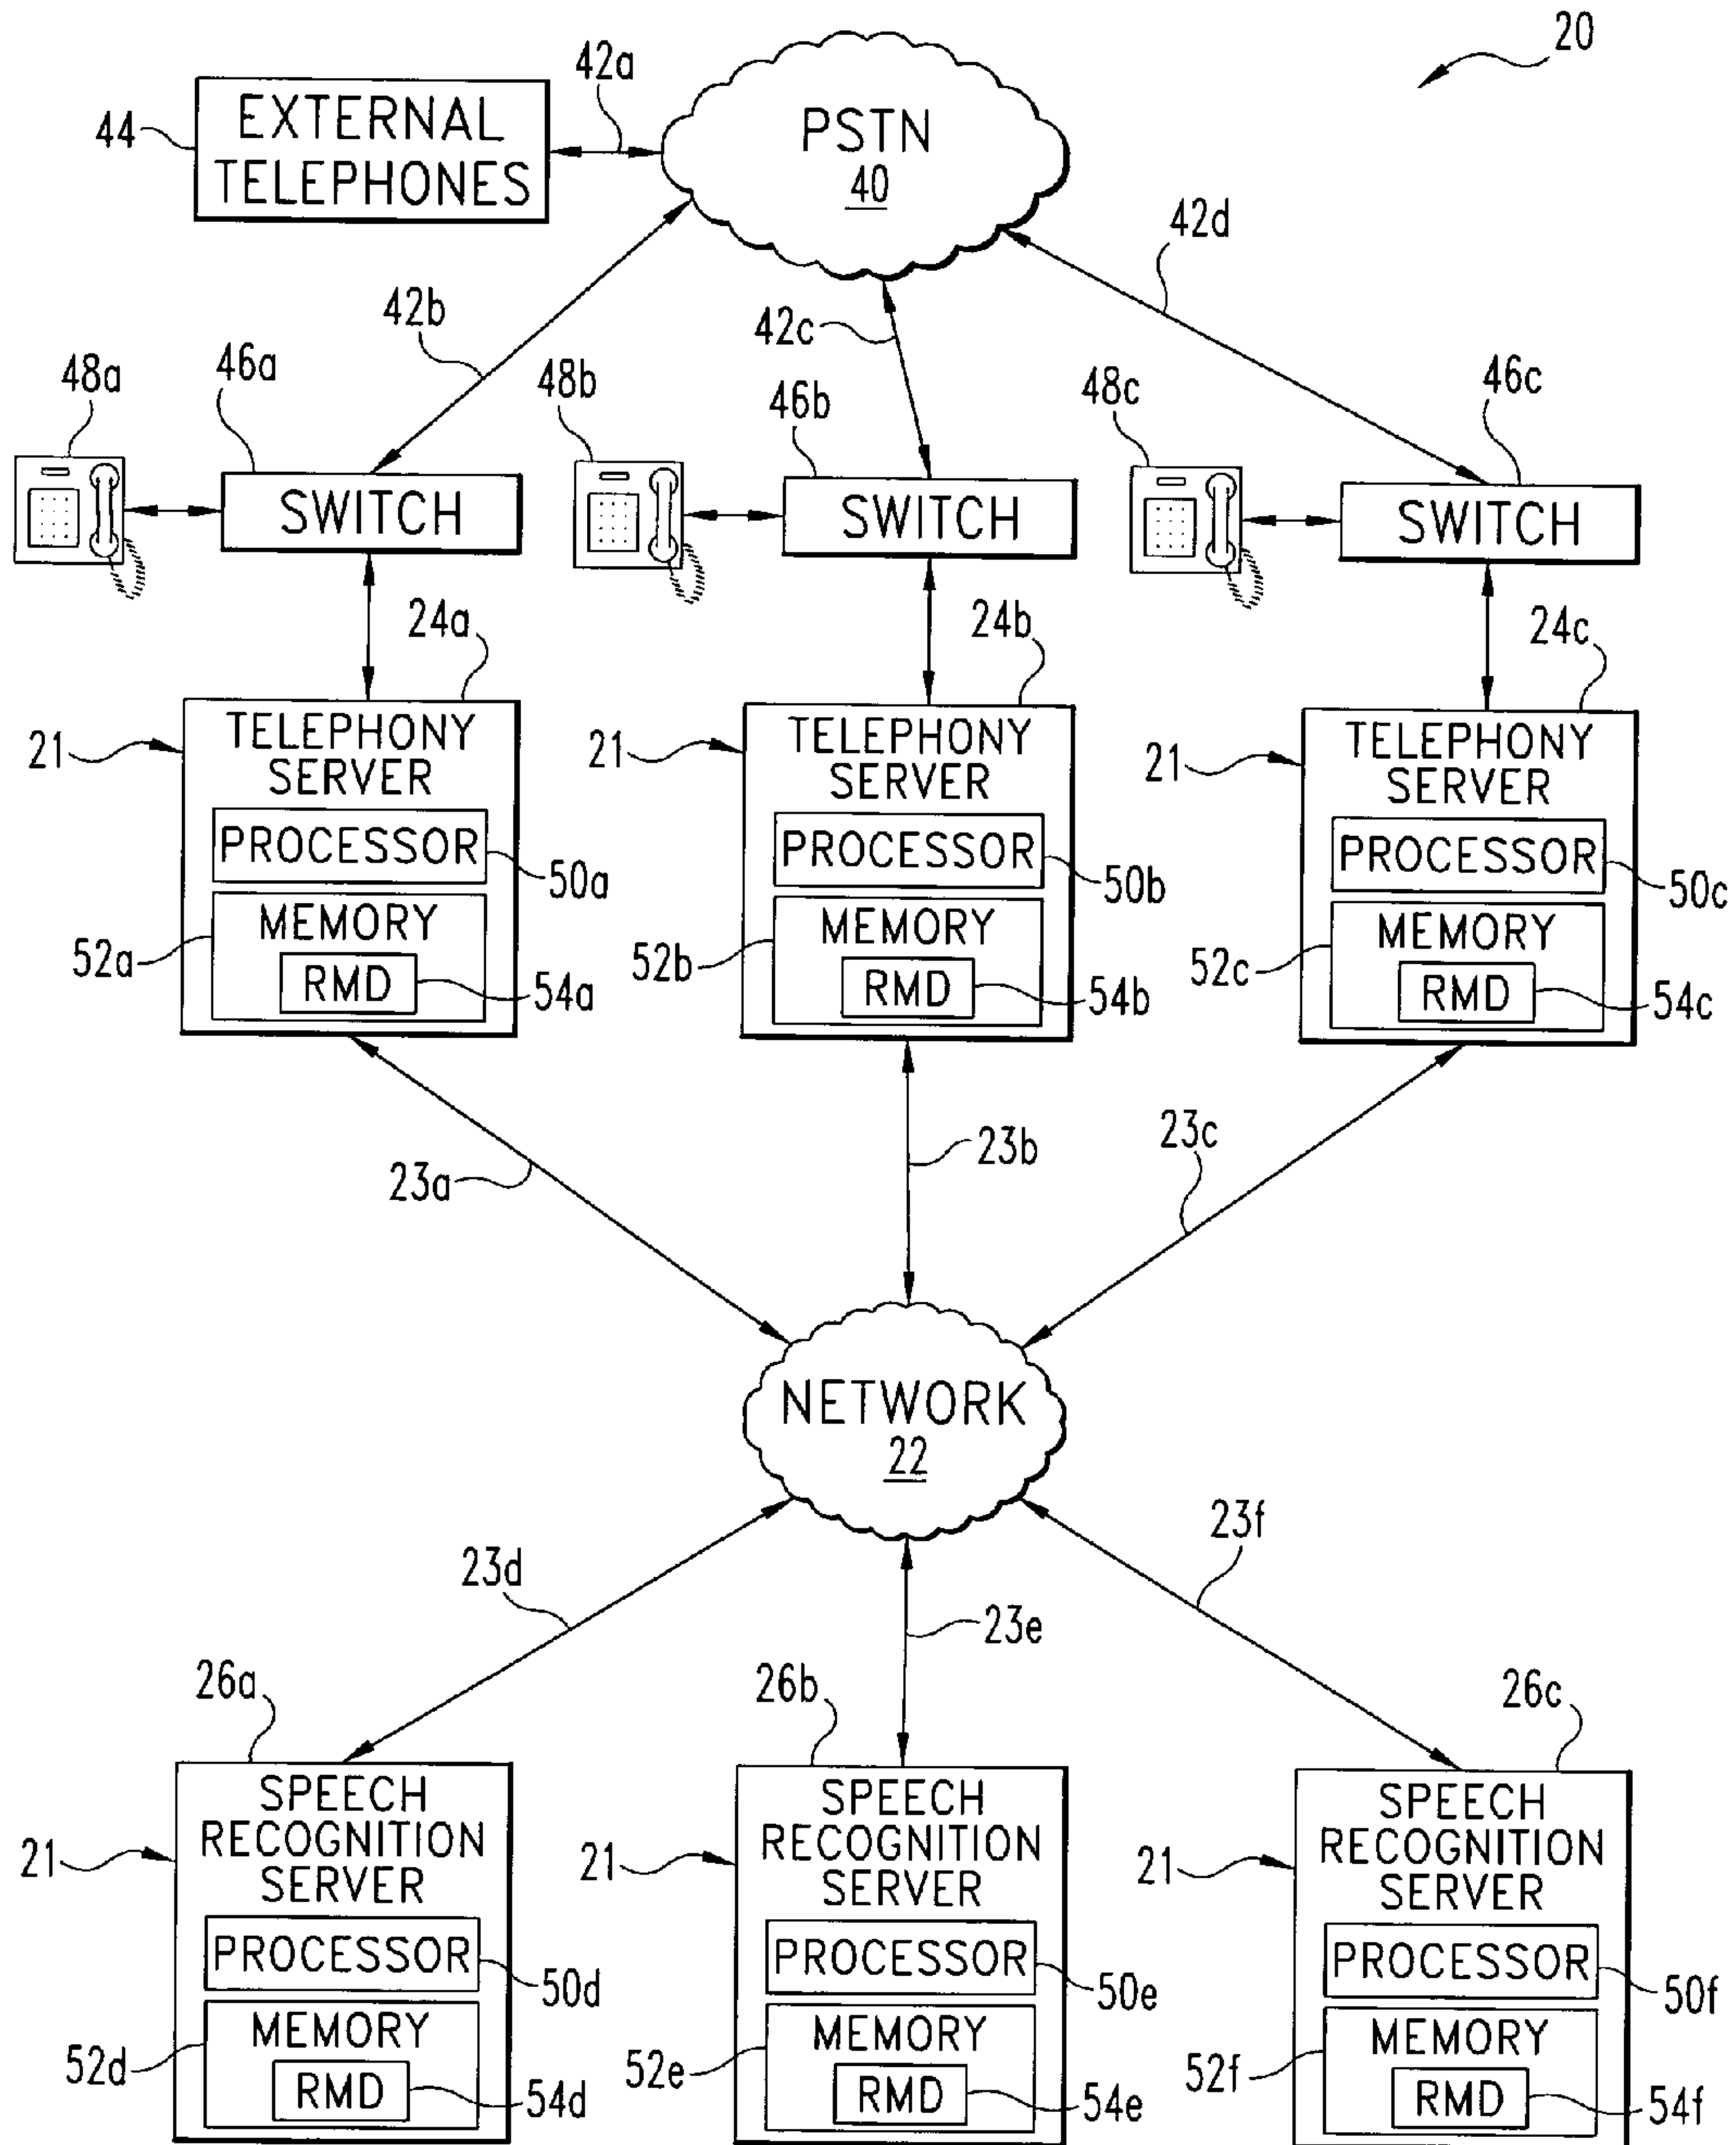 20
42a
44
EXTERNAL
TELEPHONES
PSTN
40
42d
42b
42c
48a
46a
48b
46b
48c
46c
SWITCH
SWITCH
SWITCH
24a
24b
24c
21
TELEPHONY
SERVER
21
TELEPHONY
SERVER
21
TELEPHONY
SERVER
PROCESSOR
50a
PROCESSOR
50b
PROCESSOR
50c
52a
MEMORY
RMD
54a
52b
MEMORY
RMD
54b
52c
MEMORY
RMD
54c
23a
23b
23c
NETWORK
22
23d
23e
23f
26a
26b
26c
21
SPEECH
RECOGNITION
SERVER
21
SPEECH
RECOGNITION
SERVER
21
SPEECH
RECOGNITION
SERVER
PROCESSOR
50d
PROCESSOR
50e
PROCESSOR
50f
52d
MEMORY
RMD
54d
52e
MEMORY
RMD
54e
52f
MEMORY
RMD
54f